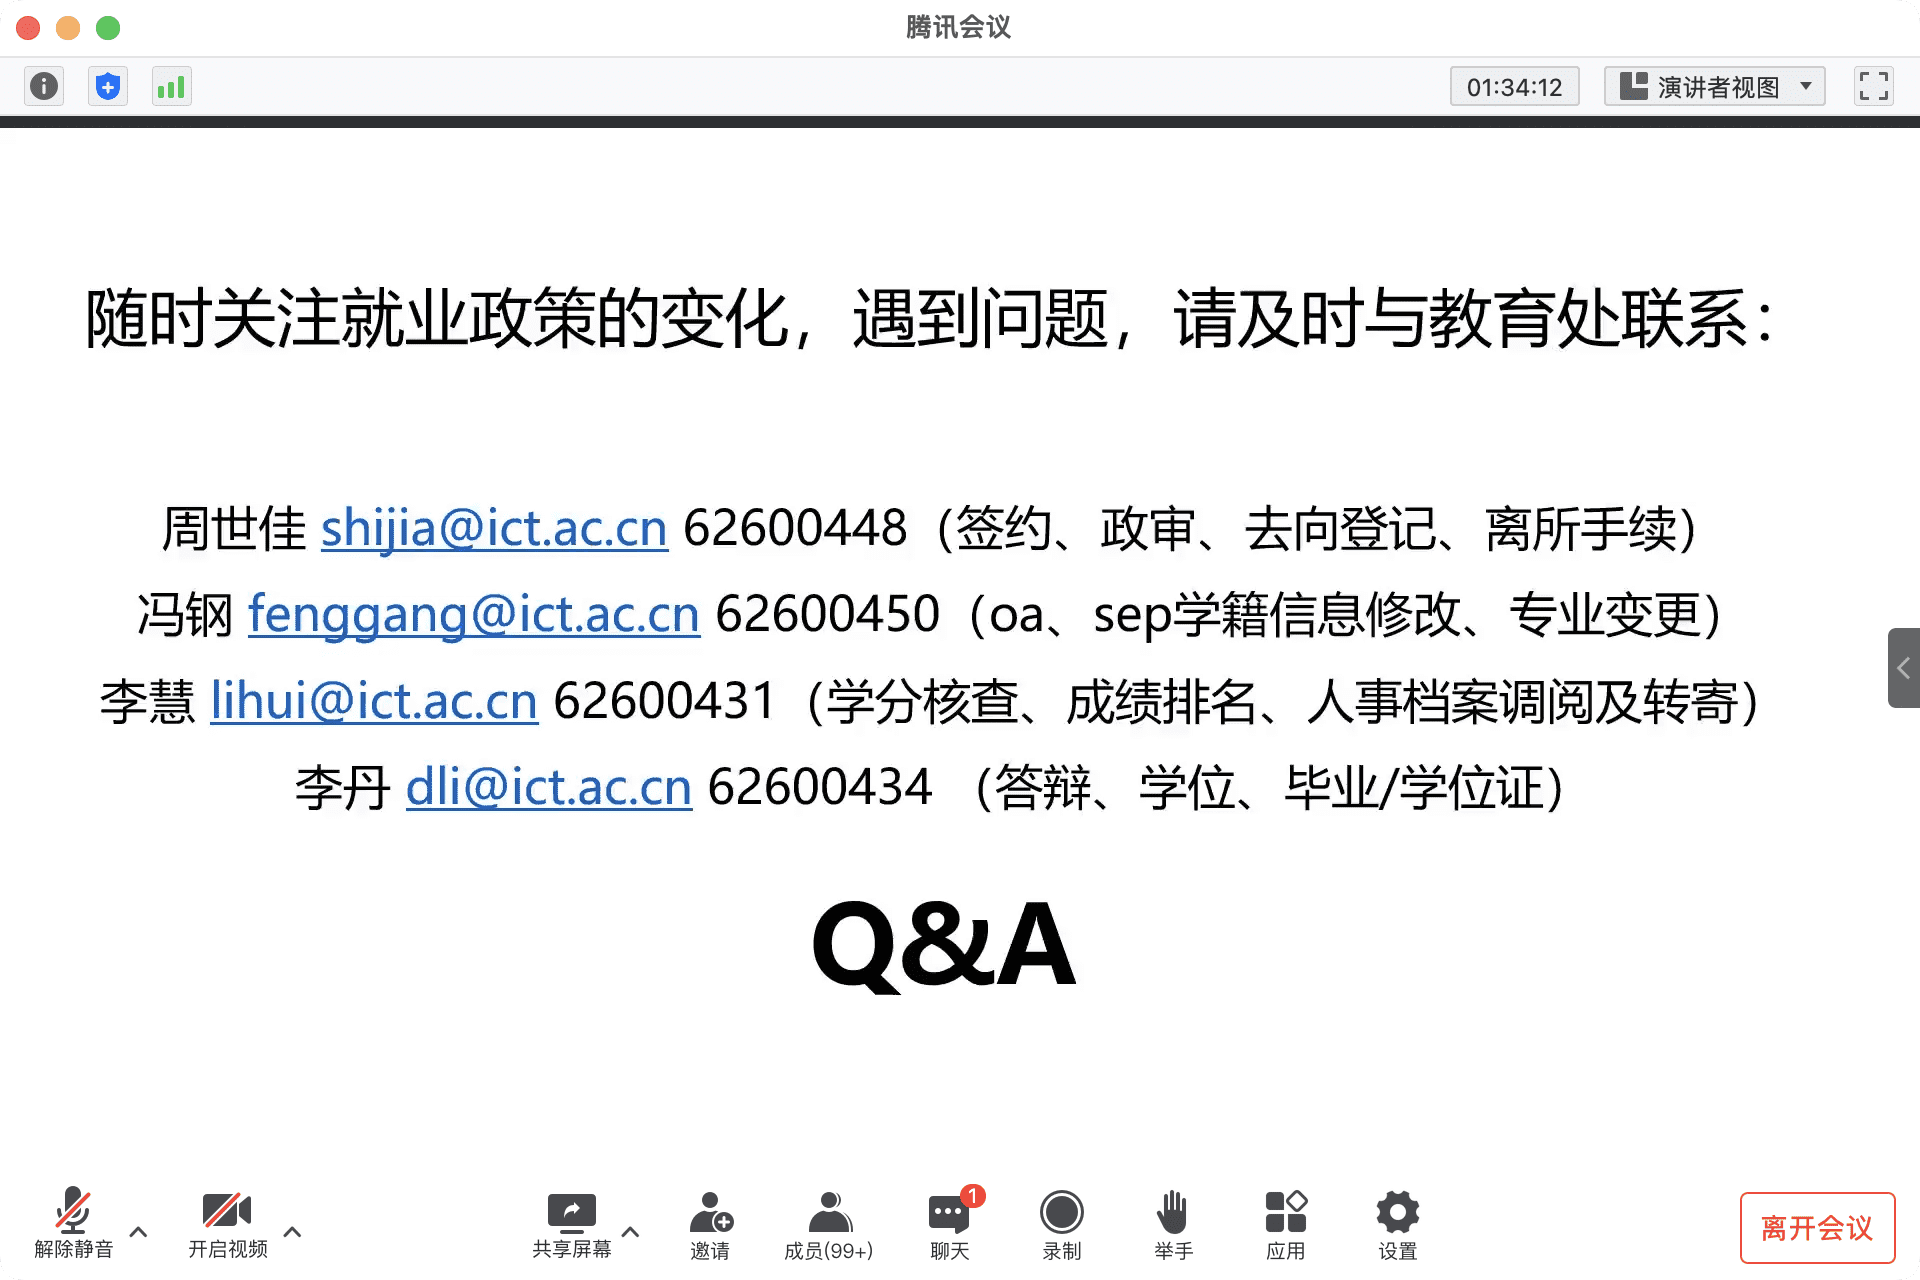 腾讯会议
01:34:12
演讲者视图
随时关注就业政策的变化，遇到问题，请及时与教育处联系：
周世佳 shijia@ict.ac.cn 62600448（签约、政审、去向登记、离所手续）
冯钢 fenggang@ict.ac.cn 62600450（oa、sep学籍信息修改、专业变更）
李慧 lihui@ict.ac.cn 62600431（学分核查、成绩排名、人事档案调阅及转寄）
李丹 dli@ict.ac.cn 62600434 （答辩、学位、毕业/学位证）
Q&A
解除静音 开启视频 共享屏幕 邀请 成员(99+) 聊天 1 录制 举手 应用 设置 离开会议